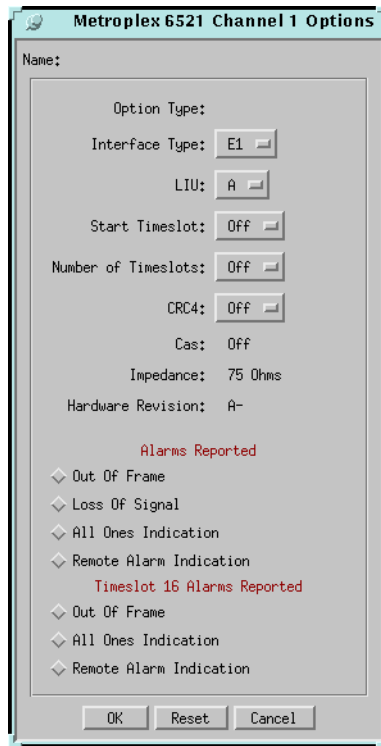 Metroplex 6521 Channel 1 Options
Name:
Option Type:
Interface Type: E1
LIU: A
Start Timeslot: Off
Number of Timeslots: Off
CRC4: Off
Cas: Off
Impedance: 75 Ohms
Hardware Revision: A-
Alarms Reported
Out Of Frame
Loss Of Signal
All Ones Indication
Remote Alarm Indication
Timeslot 16 Alarms Reported
Out Of Frame
All Ones Indication
Remote Alarm Indication
OK Reset Cancel